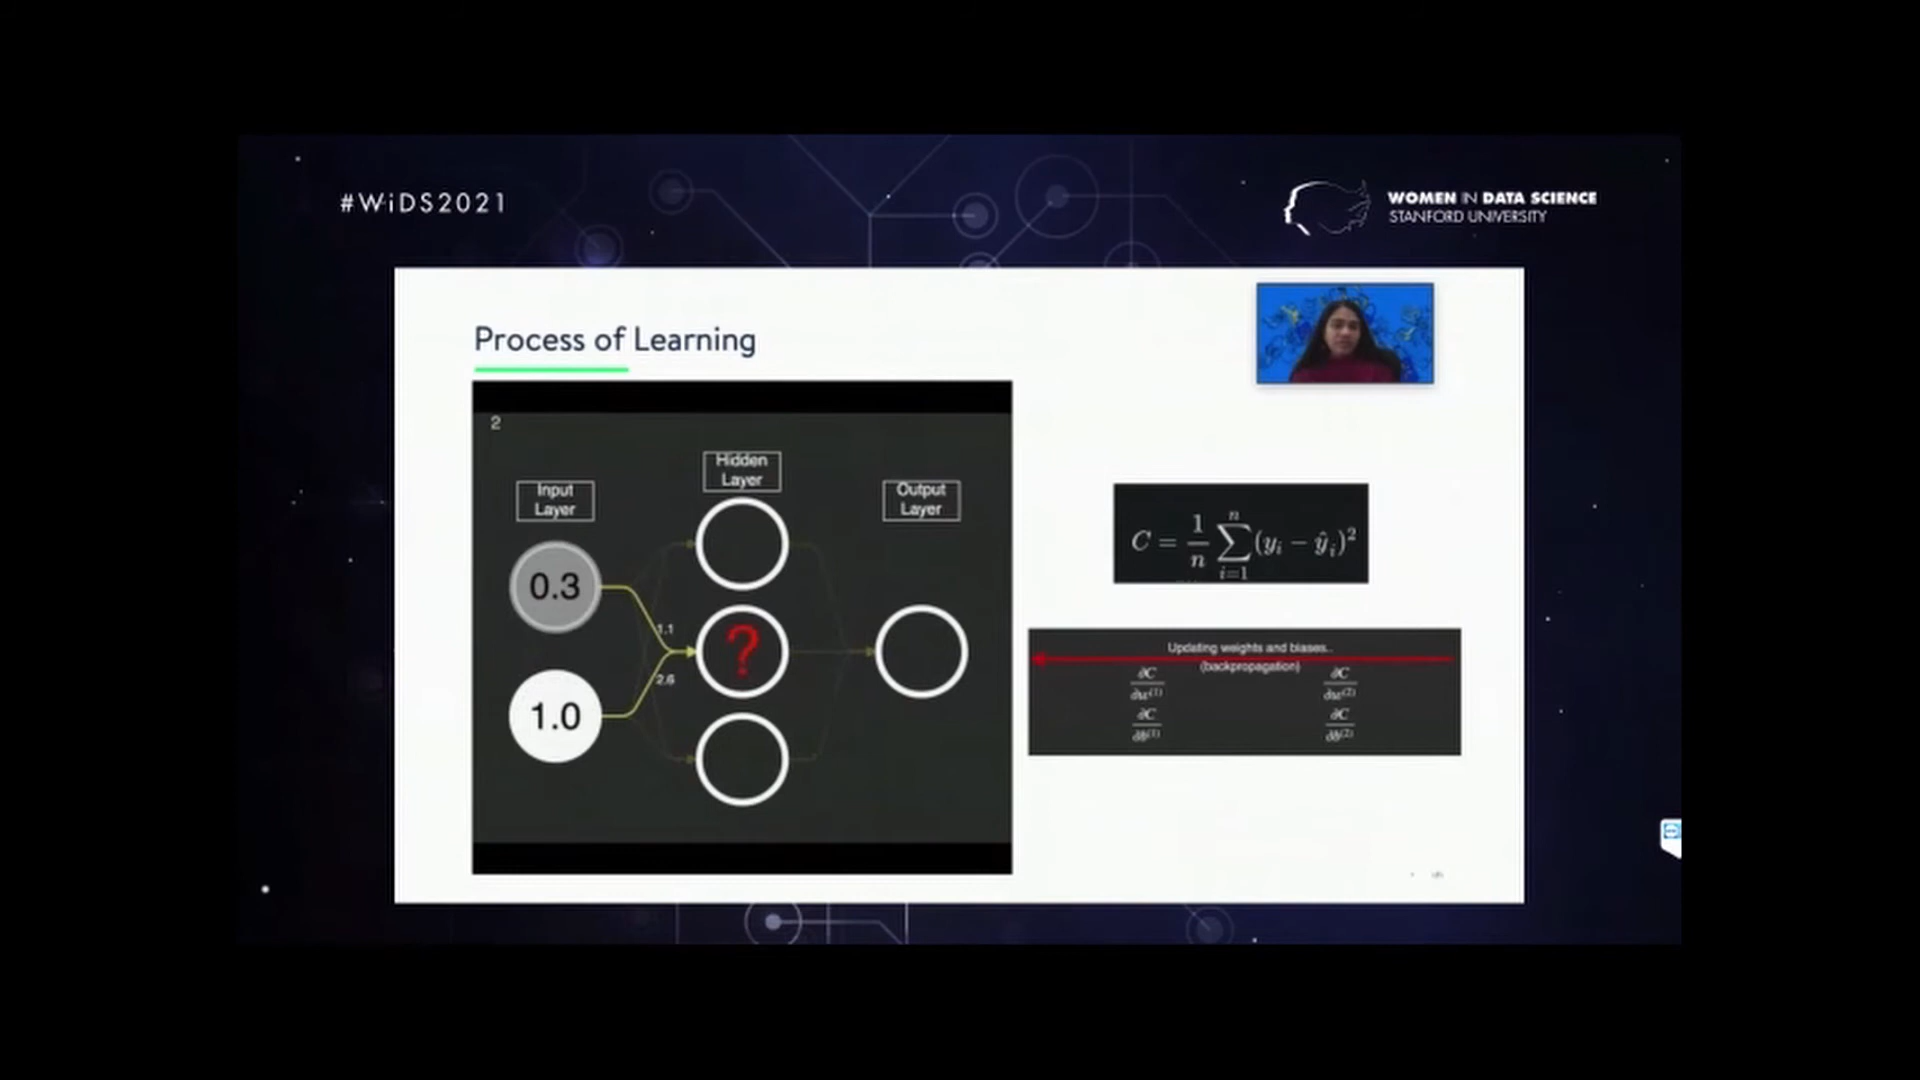 #WiDS2021
WOMEN IN DATA SCIENCE
STANFORD UNIVERSITY
Process of Learning
2
Input
Layer
Hidden
Layer
Output
Layer
0.3
1.0
1.1
2.6
?
C = 1/n ∑ i=1 n (yᵢ − ŷᵢ)²
Updating weights and biases..
(backpropagation)
∂C/∂w⁽¹⁾ ∂C/∂w⁽²⁾
∂C/∂b⁽¹⁾ ∂C/∂b⁽²⁾